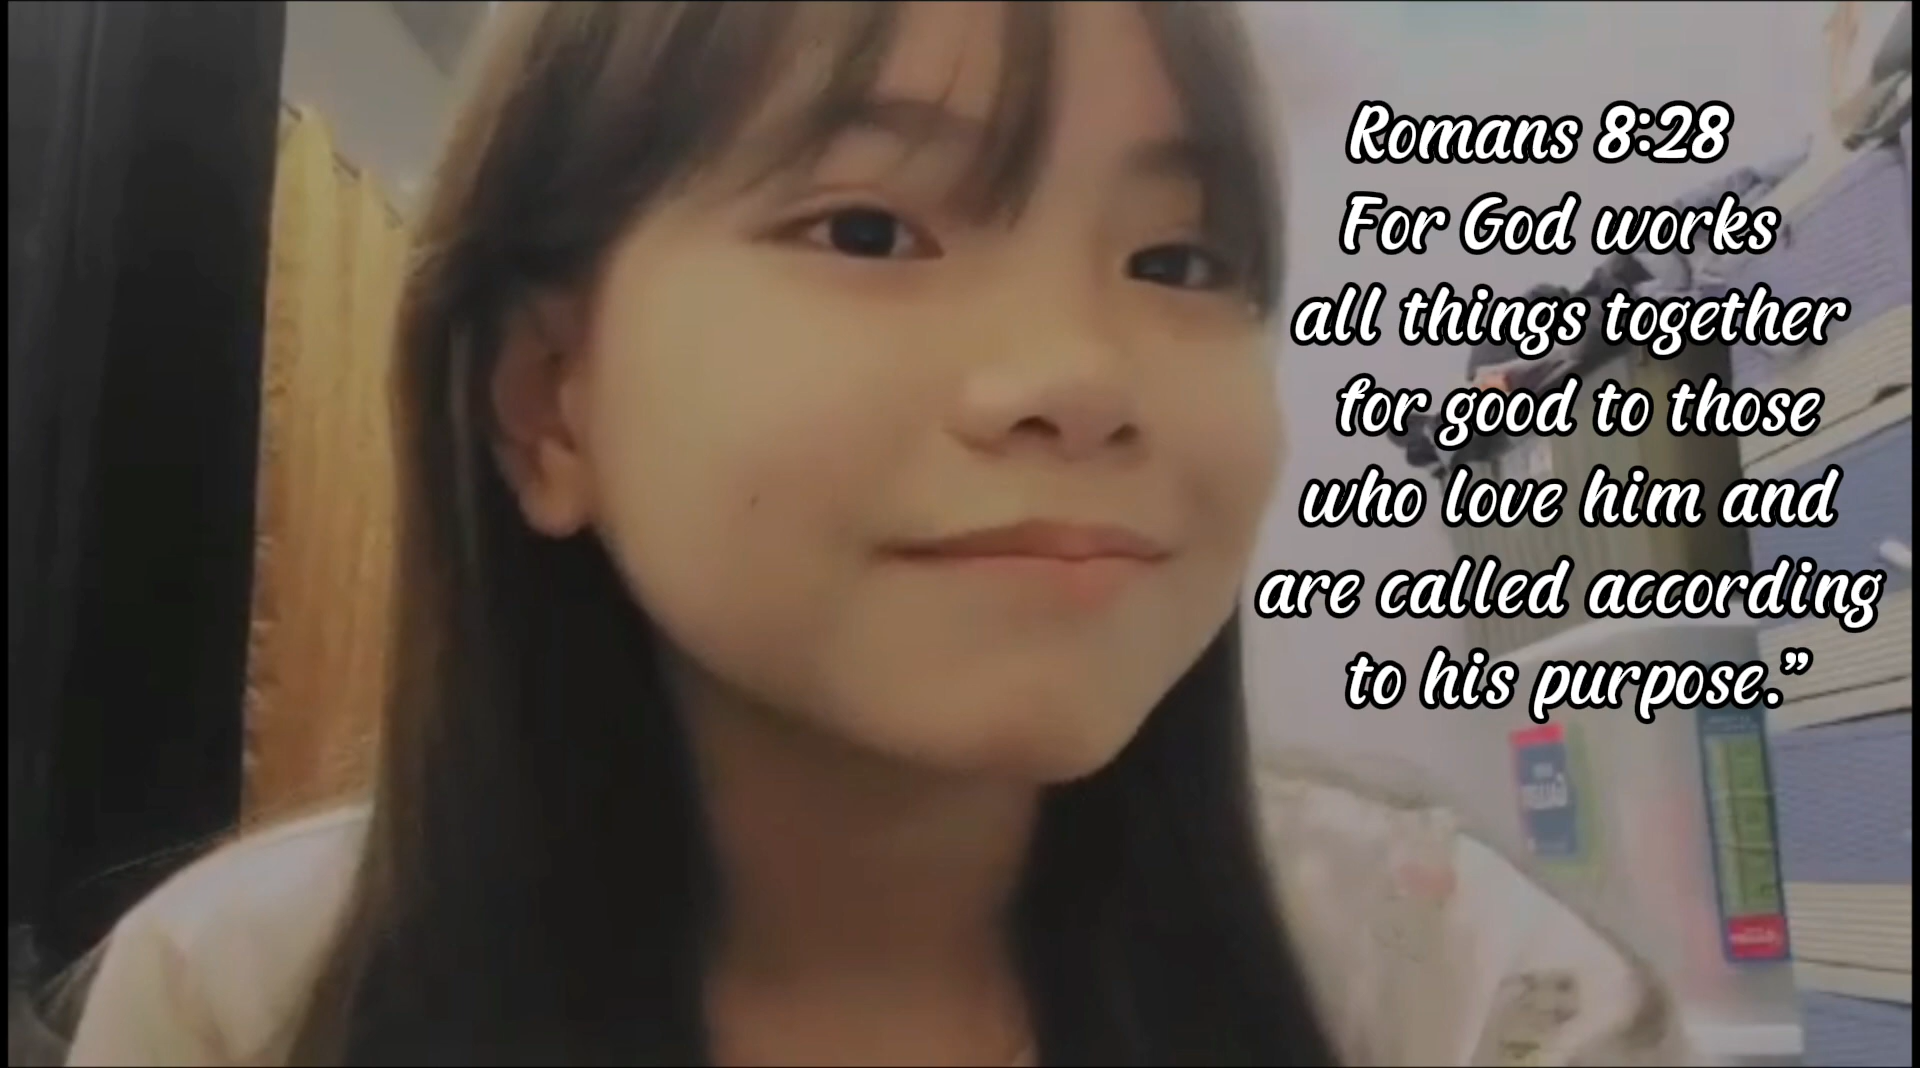 Romans 8:28
For God works
all things together
for good to those
who love him and
are called according
to his purpose.”